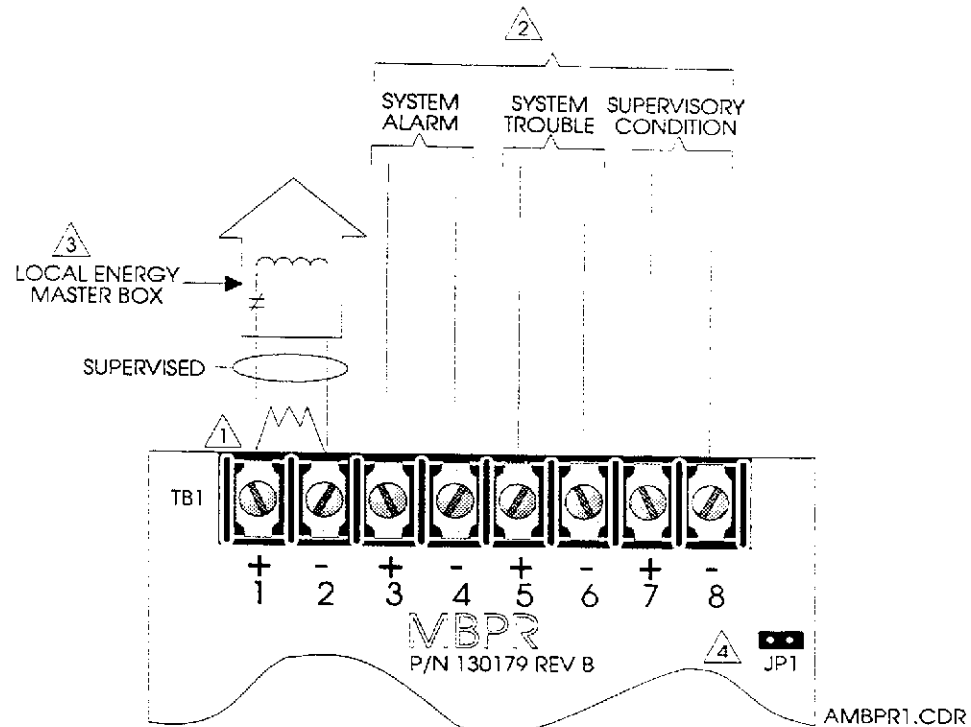 2
SYSTEM ALARM
SYSTEM TROUBLE
SUPERVISORY CONDITION
3
LOCAL ENERGY MASTER BOX
SUPERVISED
1
TB1
+ - + - + - + -
1 2 3 4 5 6 7 8
MBPR
P/N 130179 REV B
4
JP1
AMBPR1.CDR